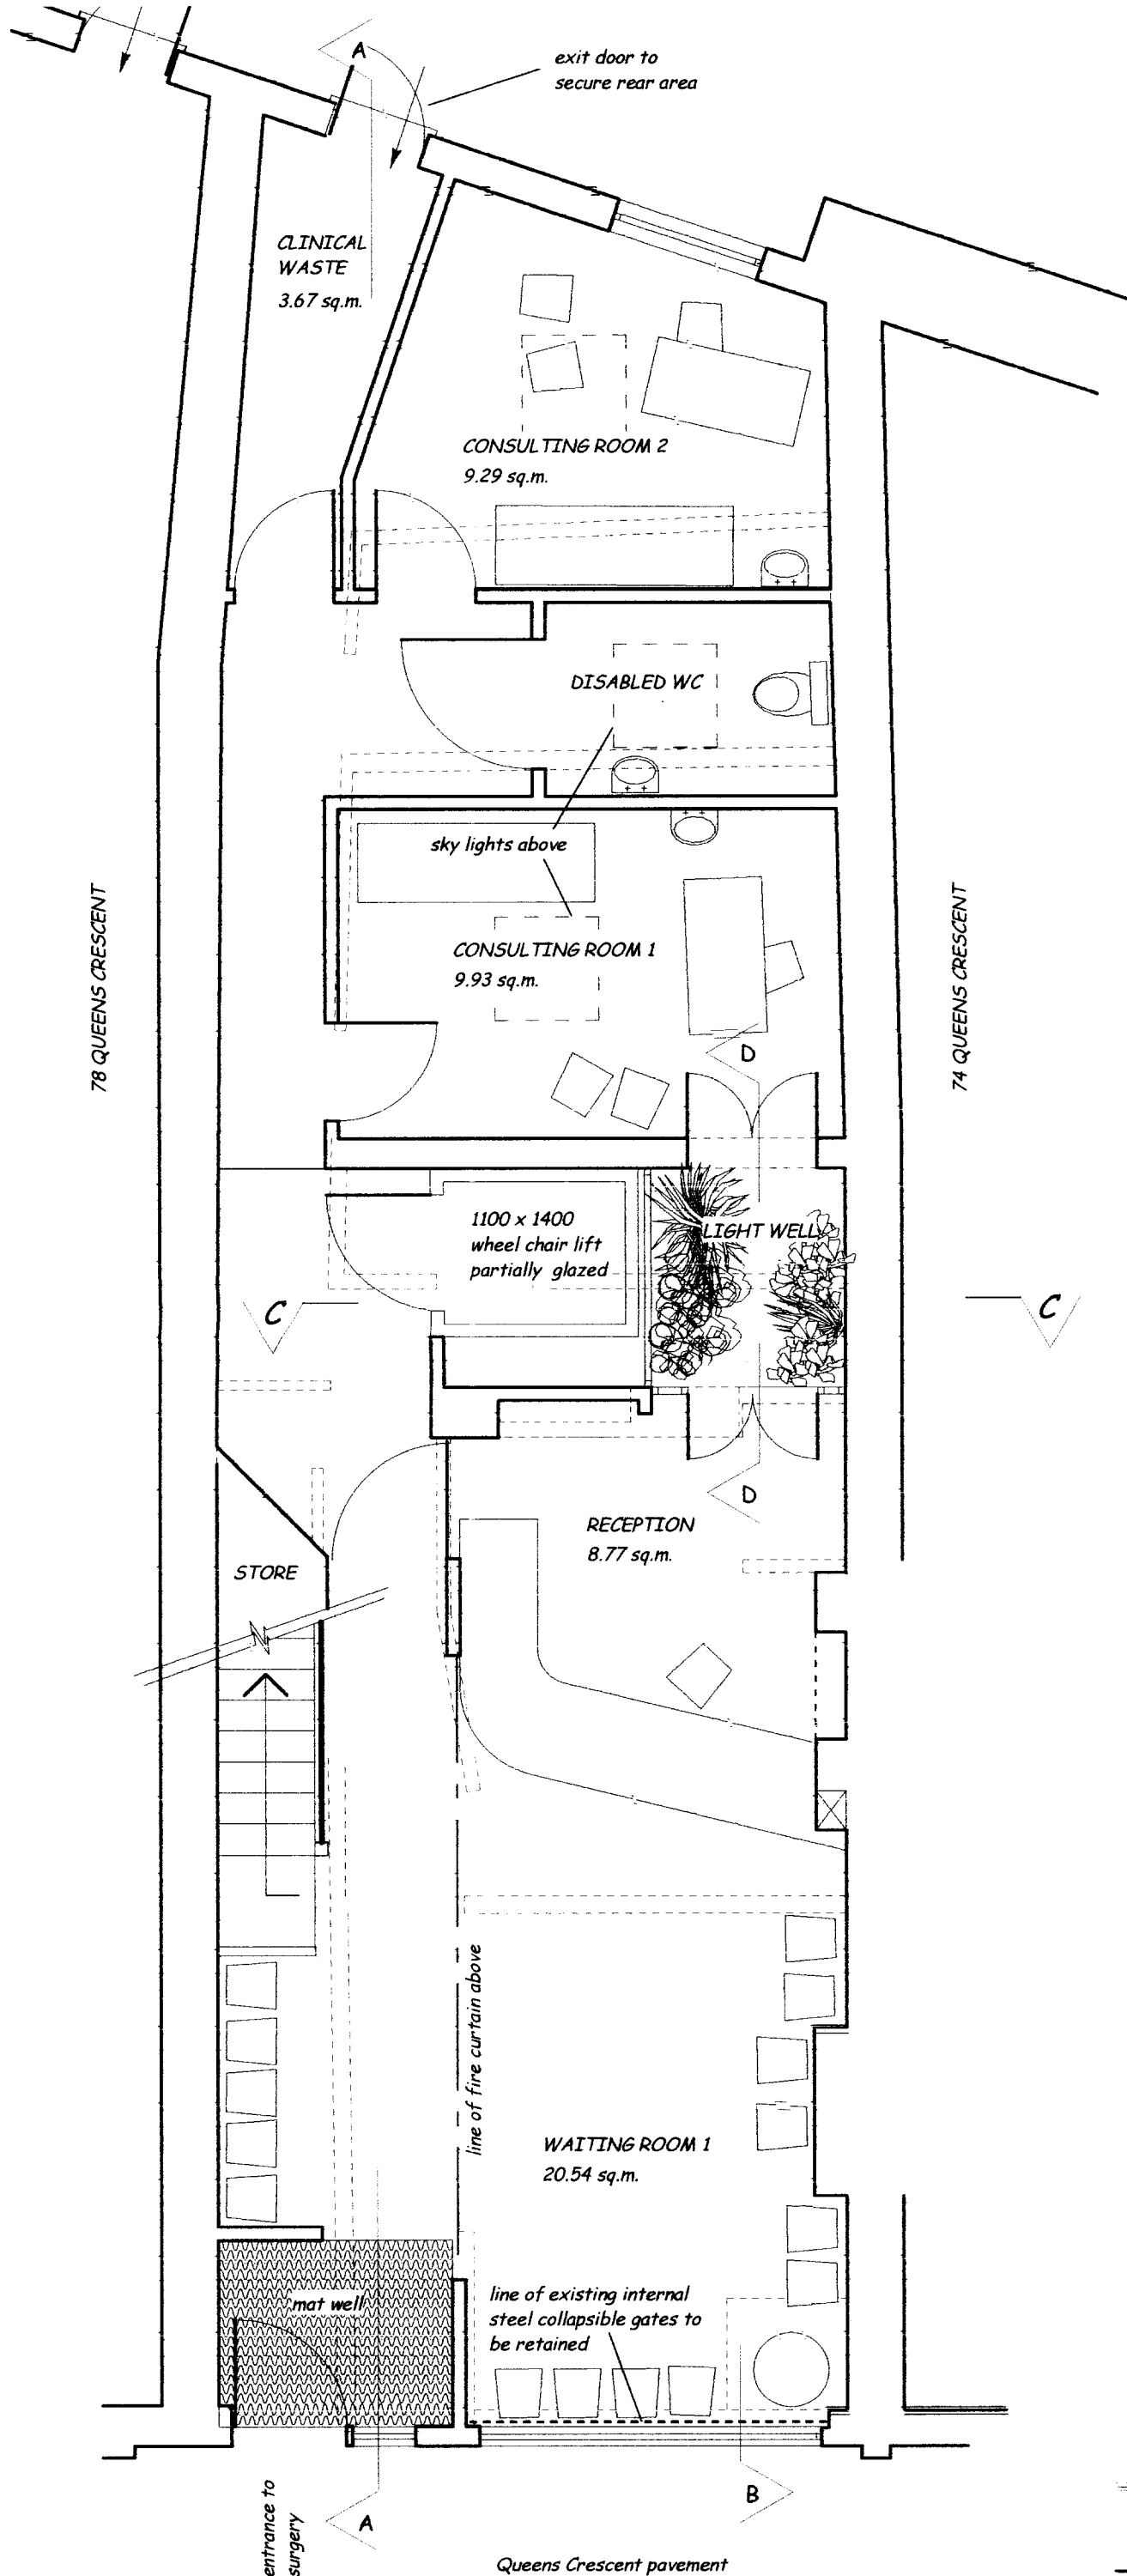 A
exit door to
secure rear area
CLINICAL
WASTE
3.67 sq.m.
CONSULTING ROOM 2
9.29 sq.m.
DISABLED WC
sky lights above
78 QUEENS CRESCENT
CONSULTING ROOM 1
9.93 sq.m.
74 QUEENS CRESCENT
D
1100 x 1400
wheel chair lift
partially glazed
LIGHT WELL
C
C
D
RECEPTION
8.77 sq.m.
STORE
line of fire curtain above
WAITING ROOM 1
20.54 sq.m.
mat well
line of existing internal
steel collapsible gates to
be retained
entrance to
surgery
A
B
Queens Crescent pavement